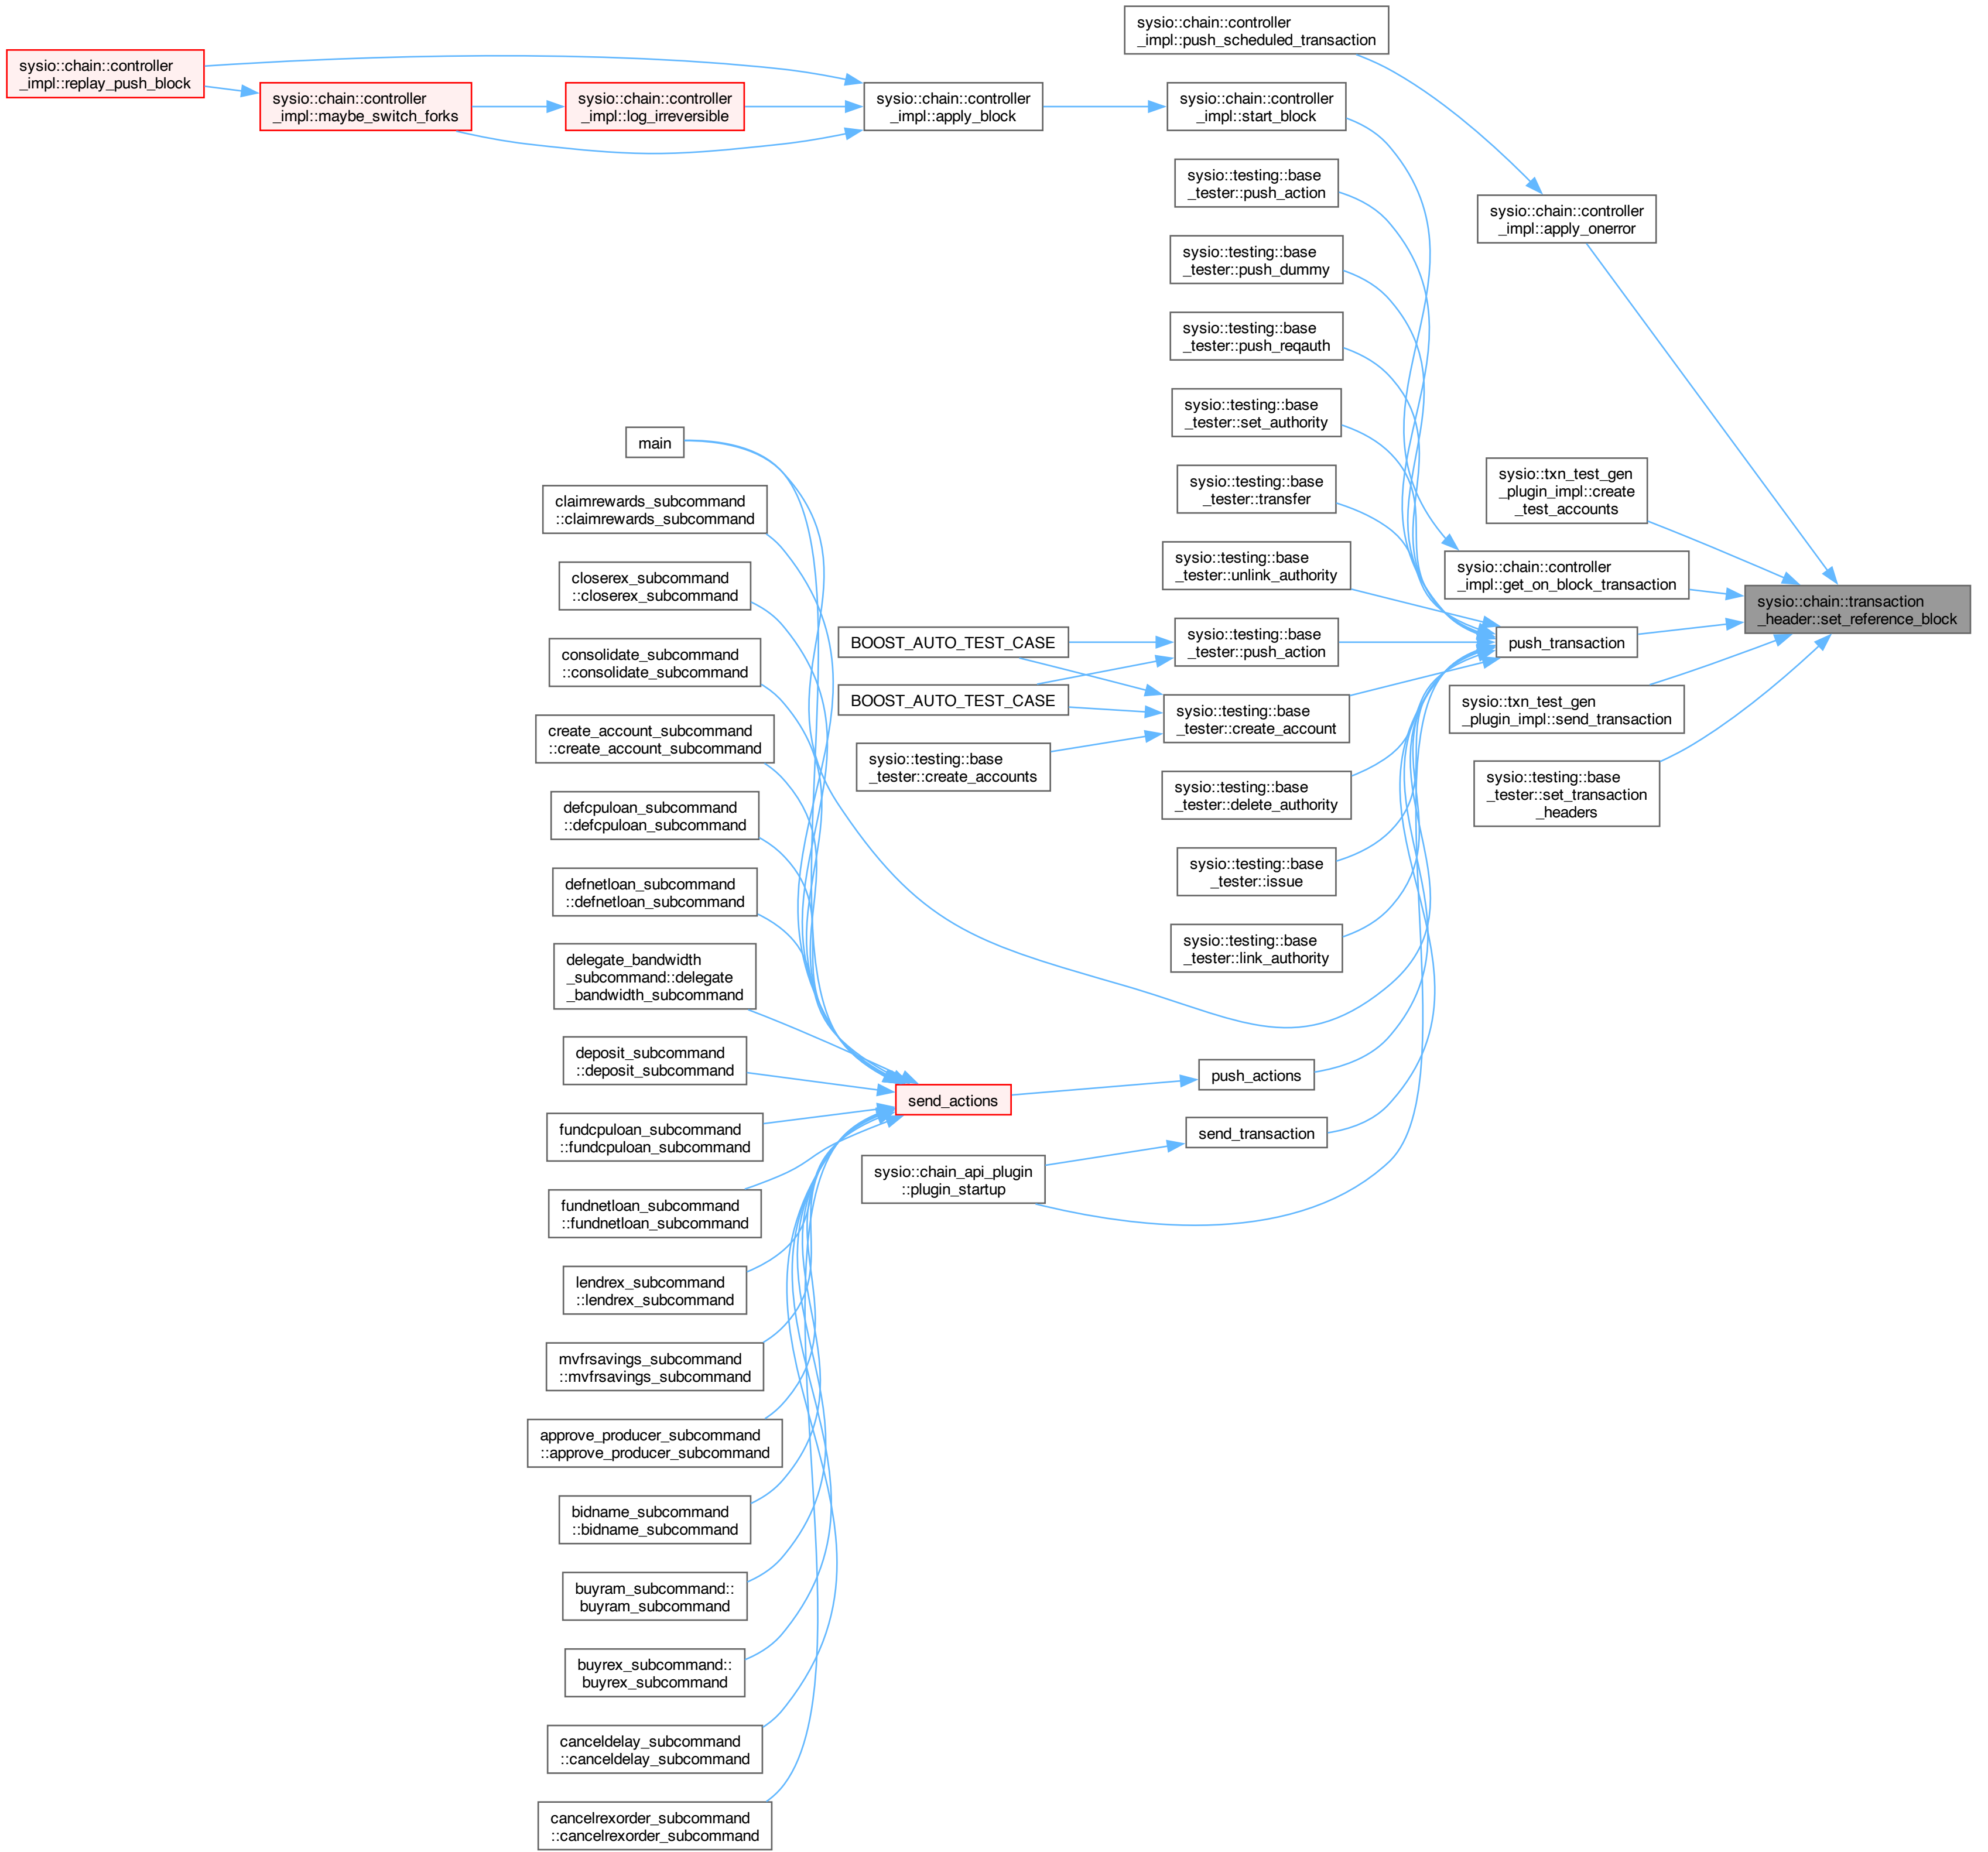 sysio::chain::controller
_impl::push_scheduled_transaction
sysio::chain::controller
_impl::replay_push_block
sysio::chain::controller
_impl::maybe_switch_forks
sysio::chain::controller
_impl::log_irreversible
sysio::chain::controller
_impl::apply_block
sysio::chain::controller
_impl::start_block
sysio::testing::base
_tester::push_action
sysio::chain::controller
_impl::apply_onerror
sysio::testing::base
_tester::push_dummy
sysio::testing::base
_tester::push_reqauth
sysio::testing::base
_tester::set_authority
main
sysio::testing::base
_tester::transfer
sysio::txn_test_gen
_plugin_impl::create
_test_accounts
claimrewards_subcommand
::claimrewards_subcommand
sysio::testing::base
_tester::unlink_authority
sysio::chain::controller
_impl::get_on_block_transaction
closerex_subcommand
::closerex_subcommand
sysio::chain::transaction
_header::set_reference_block
BOOST_AUTO_TEST_CASE
sysio::testing::base
_tester::push_action
push_transaction
consolidate_subcommand
::consolidate_subcommand
BOOST_AUTO_TEST_CASE
sysio::testing::base
_tester::create_account
sysio::txn_test_gen
_plugin_impl::send_transaction
create_account_subcommand
::create_account_subcommand
sysio::testing::base
_tester::create_accounts
sysio::testing::base
_tester::delete_authority
sysio::testing::base
_tester::set_transaction
_headers
defcpuloan_subcommand
::defcpuloan_subcommand
sysio::testing::base
_tester::issue
defnetloan_subcommand
::defnetloan_subcommand
sysio::testing::base
_tester::link_authority
delegate_bandwidth
_subcommand::delegate
_bandwidth_subcommand
deposit_subcommand
::deposit_subcommand
push_actions
send_actions
fundcpuloan_subcommand
::fundcpuloan_subcommand
send_transaction
sysio::chain_api_plugin
::plugin_startup
fundnetloan_subcommand
::fundnetloan_subcommand
lendrex_subcommand
::lendrex_subcommand
mvfrsavings_subcommand
::mvfrsavings_subcommand
approve_producer_subcommand
::approve_producer_subcommand
bidname_subcommand
::bidname_subcommand
buyram_subcommand::
buyram_subcommand
buyrex_subcommand::
buyrex_subcommand
canceldelay_subcommand
::canceldelay_subcommand
cancelrexorder_subcommand
::cancelrexorder_subcommand